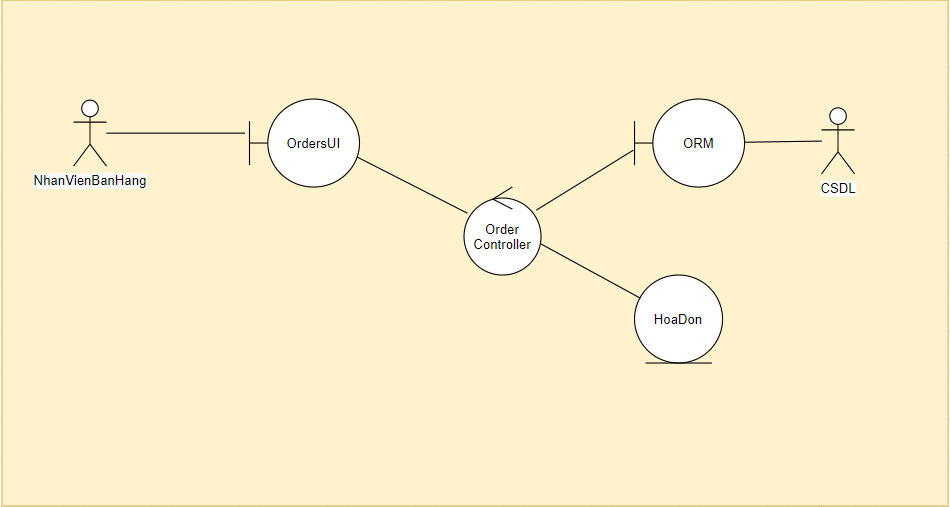 OrdersUI
ORM
NhanVienBanHang
CSDL
Order
Controller
HoaDon